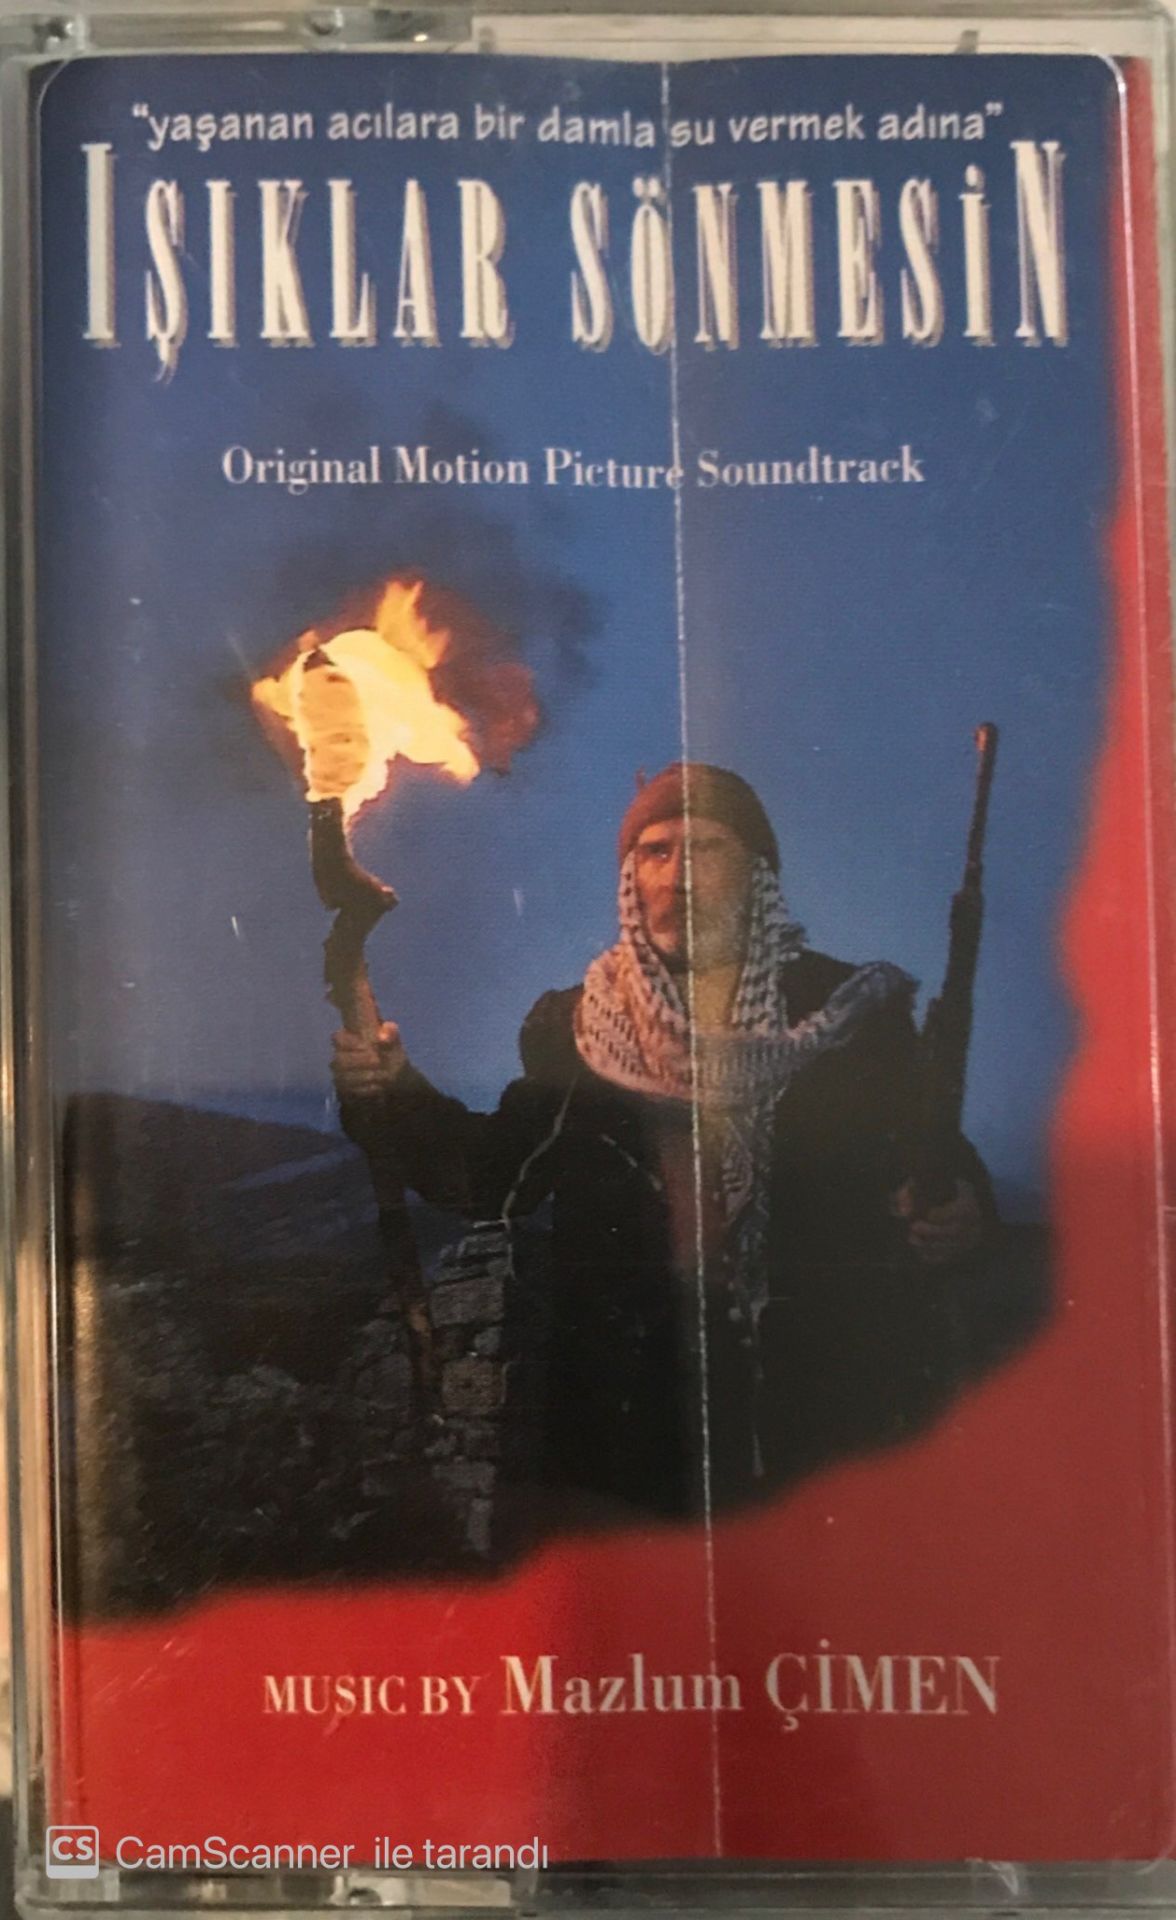 “yaşanan acılara bir damla su vermek adına”
IŞIKLAR SÖNMESİN
Original Motion Picture Soundtrack
MUSIC BY Mazlum ÇİMEN
CS CamScanner ile tarandı